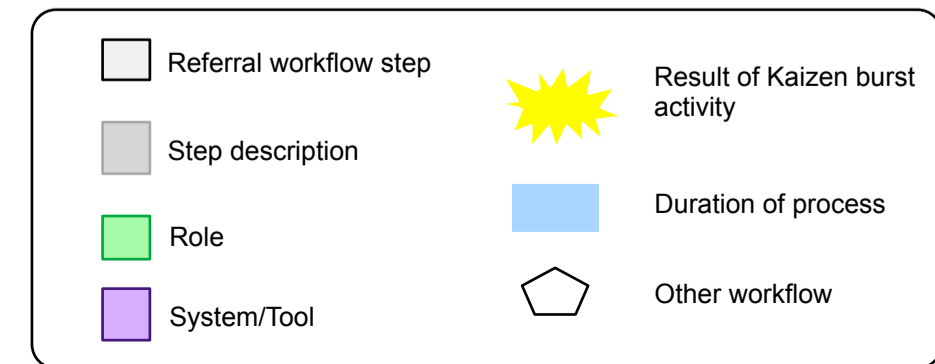 Referral workflow step
Step description
Role
System/Tool
Result of Kaizen burst
activity
Duration of process
Other workflow